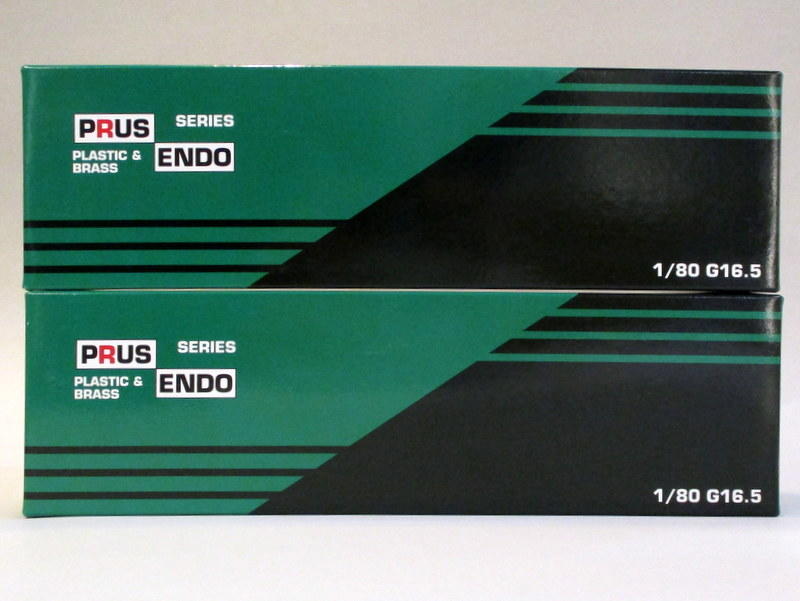 PRUS SERIES
PLASTIC &
BRASS ENDO
1/80 G16.5
PRUS SERIES
PLASTIC &
BRASS ENDO
1/80 G16.5